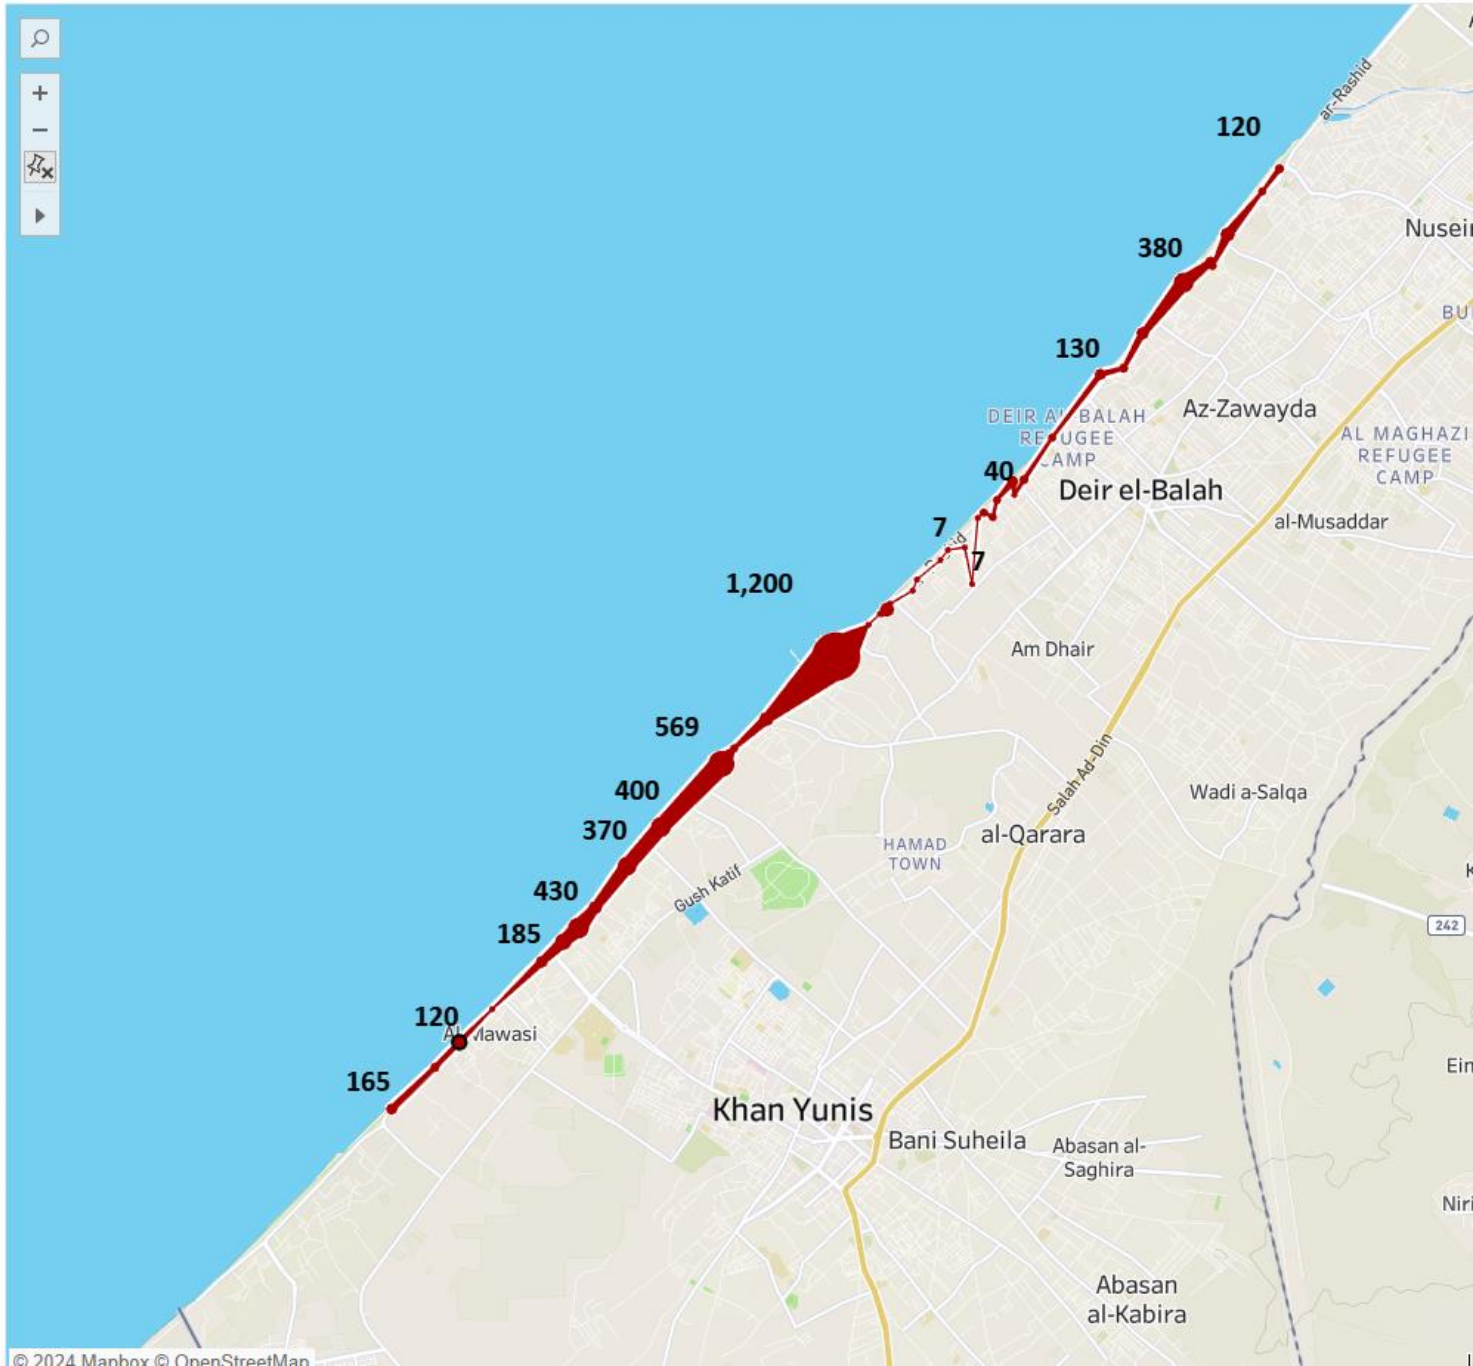 ar-Rashid
120
Nuseir
380
BU
130
DEIR AL BALAH
REFUGEE
CAMP
Az-Zawayda
AL MAGHAZI
REFUGEE
CAMP
40
Deir el-Balah
al-Musaddar
7
7
1,200
Am Dhair
569
Salah Ad-Din
Wadi a-Salqa
400
370
al-Qarara
HAMAD
TOWN
Gush Katif
430
185
242
120
Al-Mawasi
Ein
165
Khan Yunis
Bani Suheila
Abasan al-
Saghira
Niri
Abasan
al-Kabira
© 2024 Mapbox © OpenStreetMap